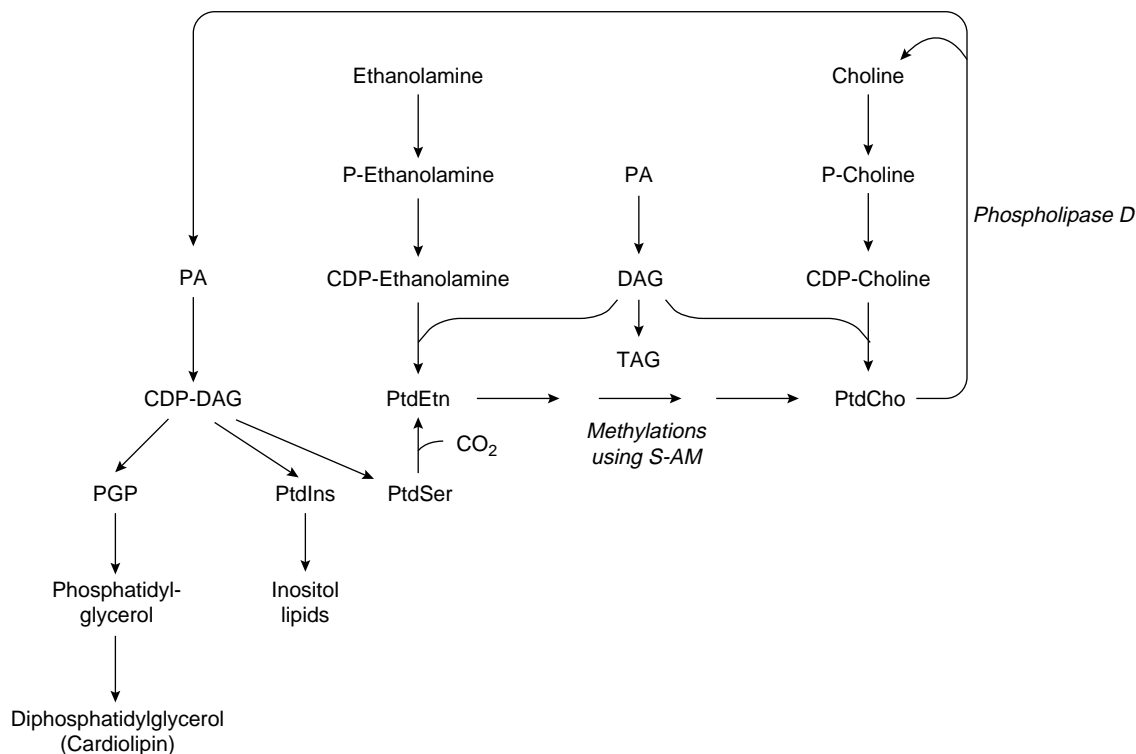 Ethanolamine
Choline
P-Ethanolamine
PA
P-Choline
Phospholipase D
PA
CDP-Ethanolamine
DAG
CDP-Choline
TAG
CDP-DAG
PtdEtn
PtdCho
Methylations
using S-AM
CO₂
PGP
PtdIns
PtdSer
Phosphatidyl-
glycerol
Inositol
lipids
Diphosphatidylglycerol
(Cardiolipin)